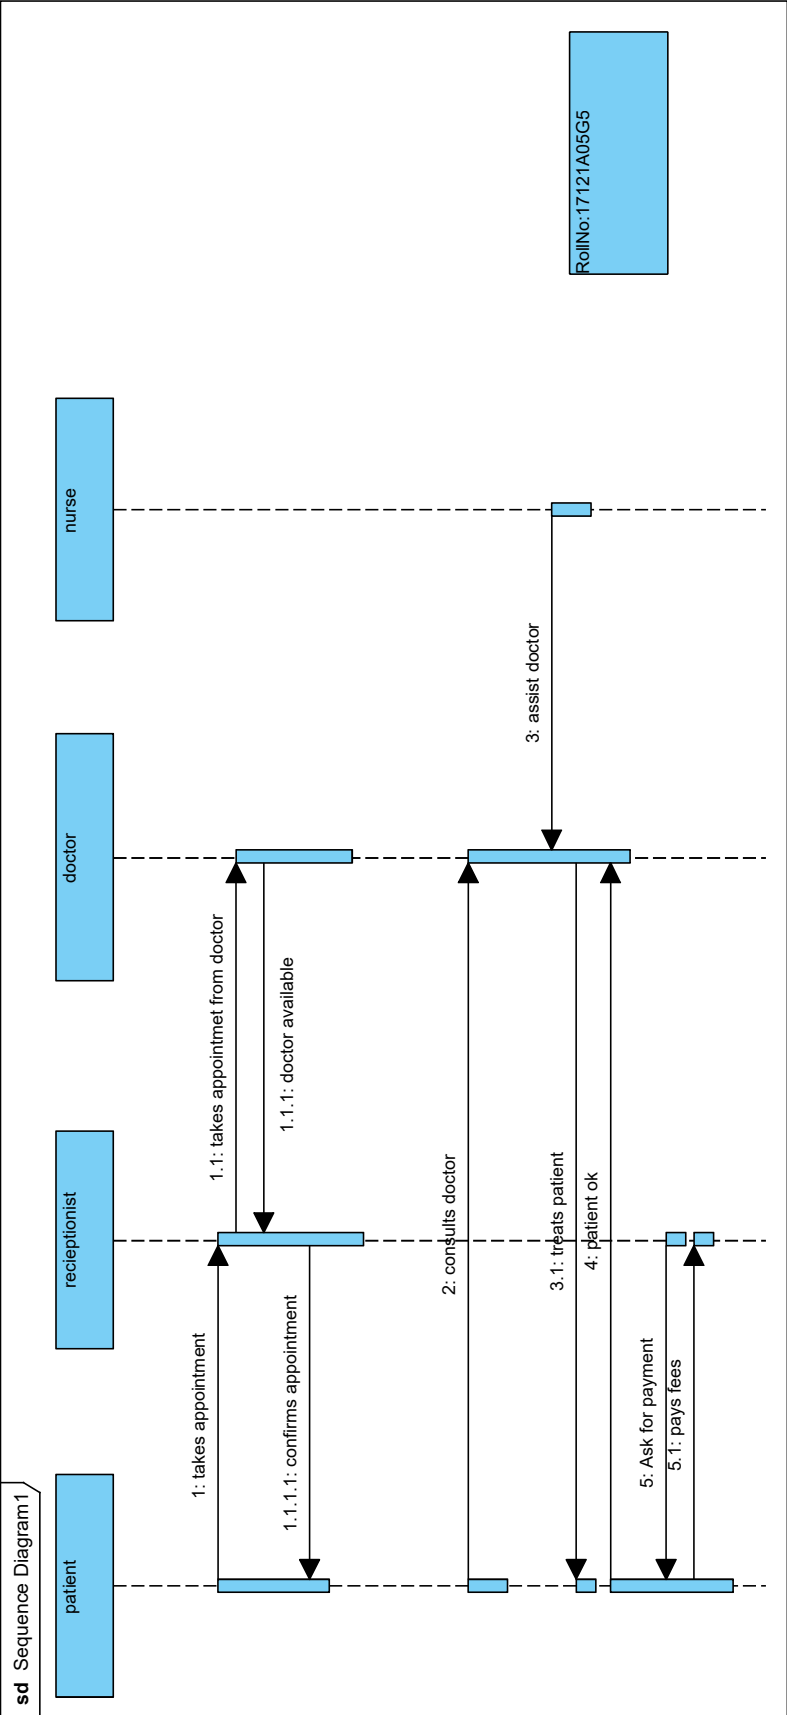 sd Sequence Diagram1
patient
recieptionist
doctor
nurse
1: takes appointment
1.1: takes appointmet from doctor
1.1.1: doctor available
1.1.1.1: confirms appointment
2: consults doctor
3: assist doctor
3.1: treats patient
4: patient ok
5: Ask for payment
5.1: pays fees
RollNo:17121A05G5